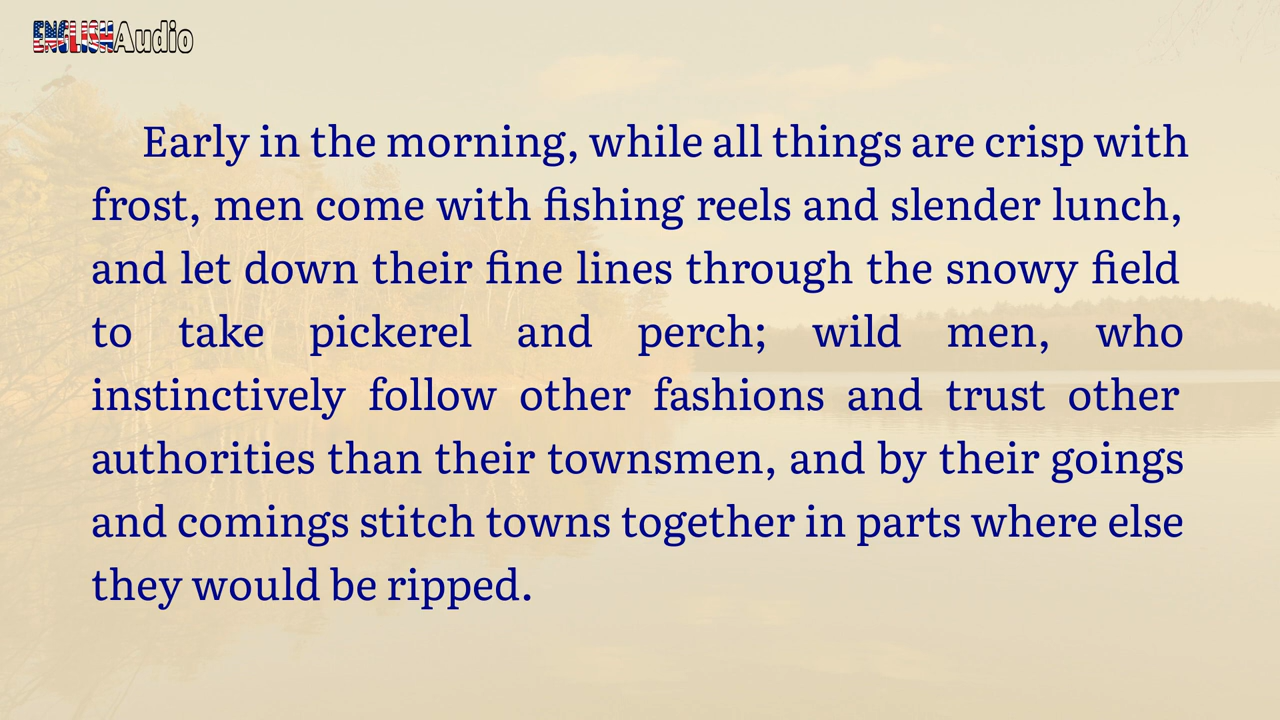 ENGLISHAudio
Early in the morning, while all things are crisp with
frost, men come with fishing reels and slender lunch,
and let down their fine lines through the snowy field
to take pickerel and perch; wild men, who
instinctively follow other fashions and trust other
authorities than their townsmen, and by their goings
and comings stitch towns together in parts where else
they would be ripped.